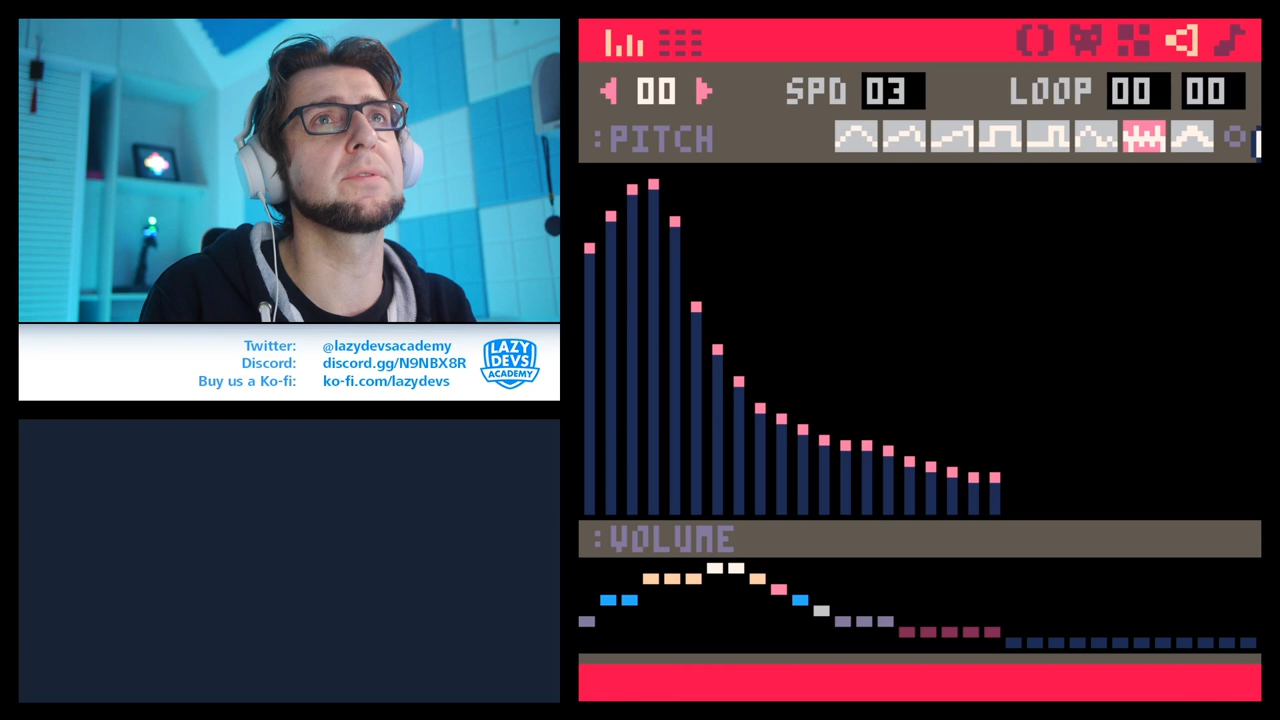 Twitter: @lazydevsacademy
Discord: discord.gg/N9NBX8R
Buy us a Ko-fi: ko-fi.com/lazydevs
LAZY
DEVS
ACADEMY
00 SPD 03 LOOP 00 00
:PITCH
:VOLUME